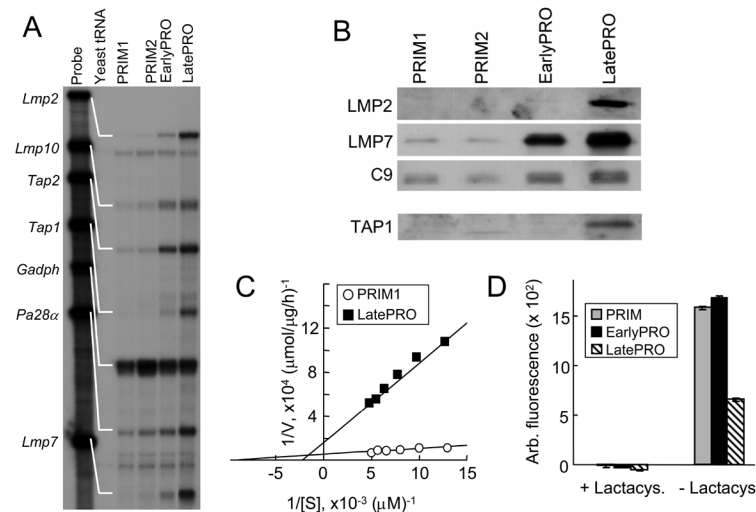 A
Probe
Yeast tRNA
PRIM1
PRIM2
EarlyPRO
LatePRO
Lmp2
Lmp10
Tap2
Tap1
Gadph
Pa28α
Lmp7
B
PRIM1
PRIM2
EarlyPRO
LatePRO
LMP2
LMP7
C9
TAP1
C
PRIM1
LatePRO
1/V, x10⁴ (μmol/μg/h)⁻¹
12
8
4
-5
0
5
10
15
1/[S], x10⁻³ (μM)⁻¹
D
PRIM
EarlyPRO
LatePRO
Arb. fluorescence (x 10²)
15
10
5
0
+ Lactacys.
- Lactacys